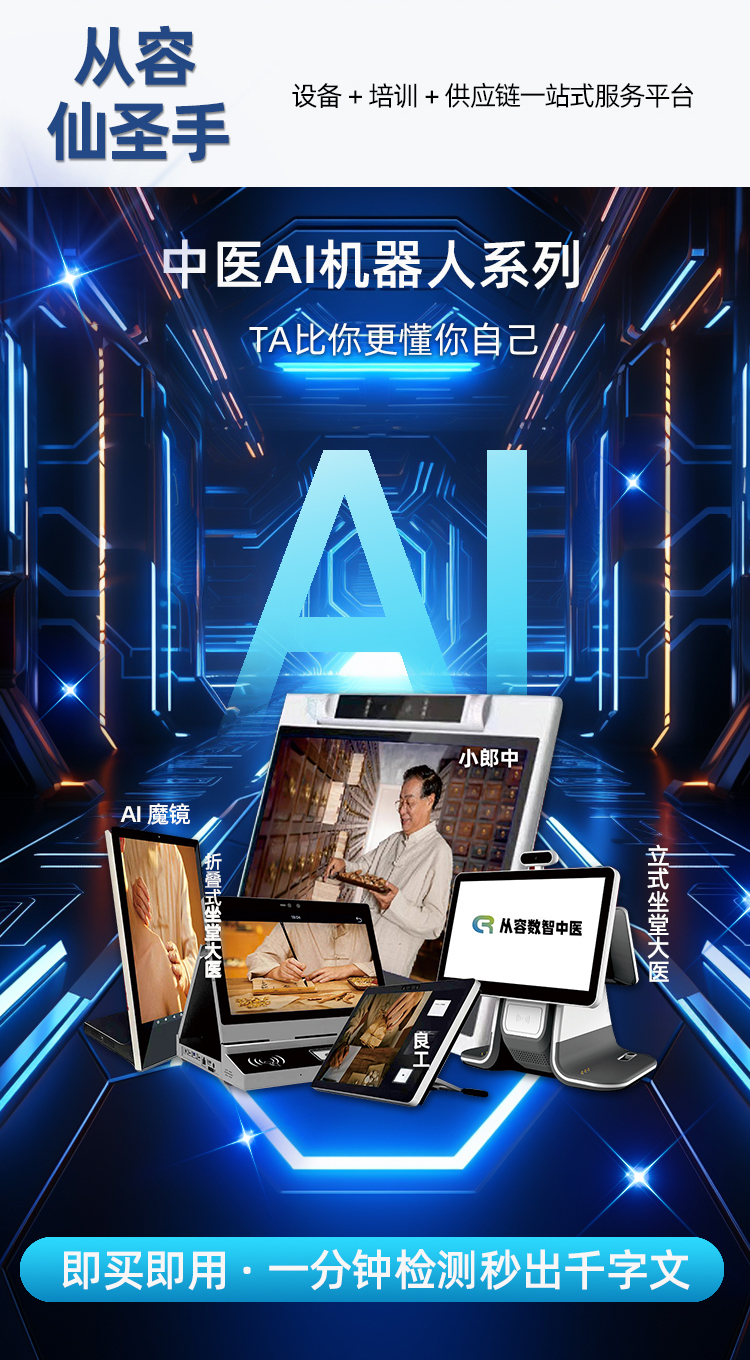 从容
仙圣手
设备 + 培训 + 供应链一站式服务平台
中医AI机器人系列
TA比你更懂你自己
AI
小郎中
AI 魔镜
折叠式坐堂大医
立式坐堂大医
从容数智中医
良工
即买即用 · 一分钟检测秒出千字文